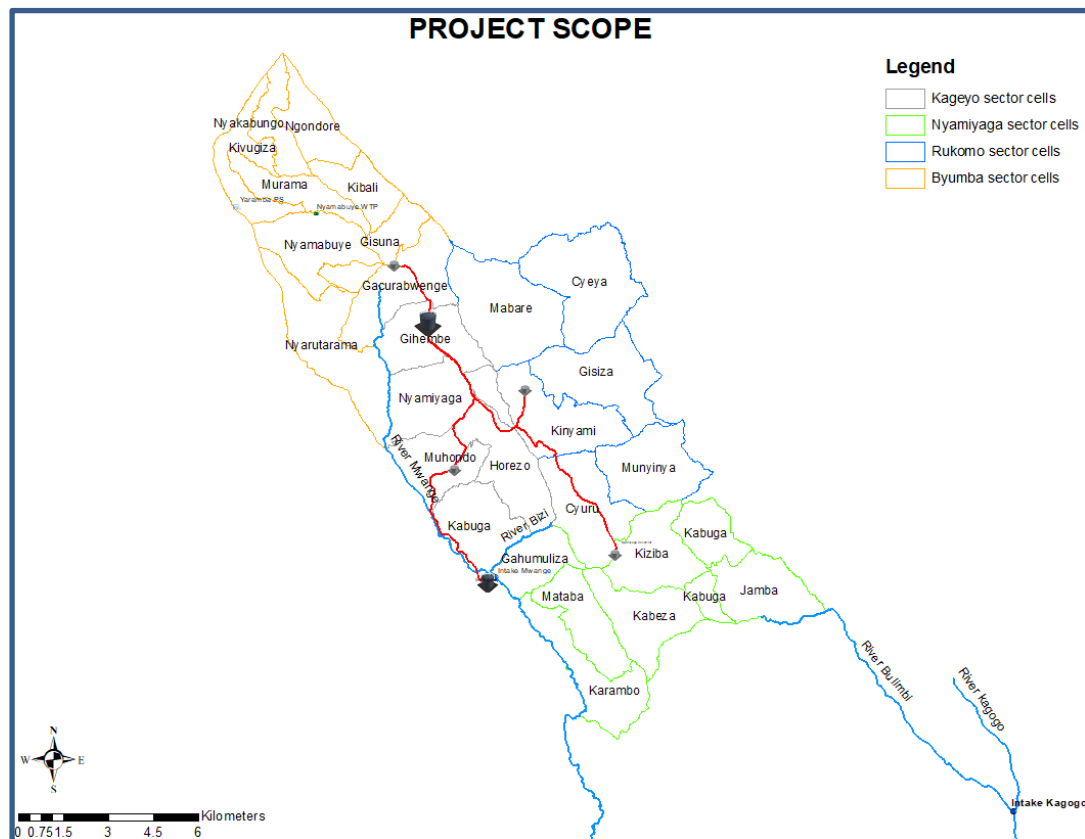 PROJECT SCOPE
Legend
Kageyo sector cells
Nyamiyaga sector cells
Rukomo sector cells
Byumba sector cells
Nyakabungo
Ngondore
Kivugiza
Murama
Kibali
Yaramba PS
Nyamabuye WTP
Nyamabuye
Gisuna
Gacurabwenge
Cyeya
Mabare
Gihembe
Nyarutarama
Gisiza
Nyamiyaga
Kinyami
River Mwange
Muhondo
Horezo
Munyinya
Cyuru
Kabuga
River Bizi
Kabuga
Kiziba
Gahumuliza
Intake Mwange
Mataba
Kabuga
Jamba
Kabeza
Karambo
River Bulimbi
River kagogo
Intake Kagogo
N
W
E
S
Kilometers
0 0.75 1.5 3 4.5 6